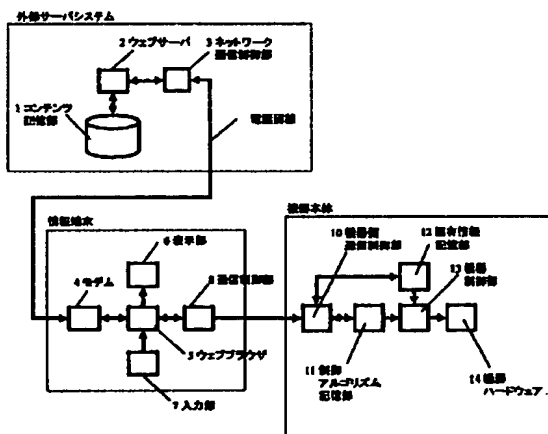 外部サーバシステム
2 ウェブサーバ
3 ネットワーク
通信制御部
1 コンテンツ
記憶部
電話回線
情報端末
機器本体
6 表示部
10 機器側
通信制御部
12 固有情報
記憶部
4 モデム
8 通信制御部
13 機器
制御部
5 ウェブブラウザ
7 入力部
11 制御
アルゴリズム
記憶部
14 機器
ハードウェア